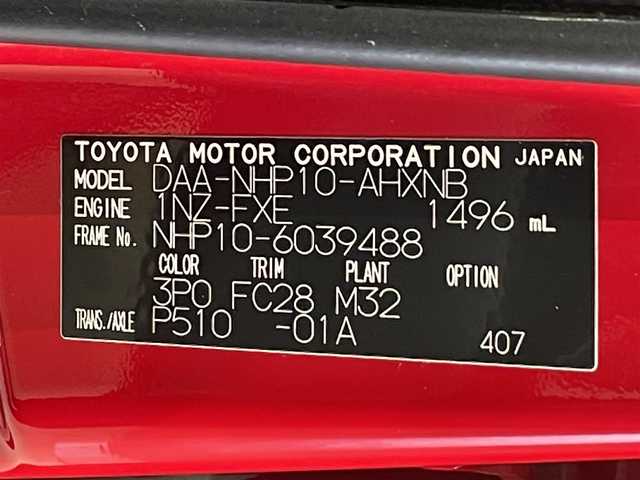 TOYOTA MOTOR CORPORATION JAPAN
MODEL DAA-NHP10-AHXNB
ENGINE 1NZ-FXE 1496 mL
FRAME No. NHP10-6039488
COLOR TRIM PLANT OPTION
3P0 FC28 M32
TRANS./AXLE P510 -01A 407